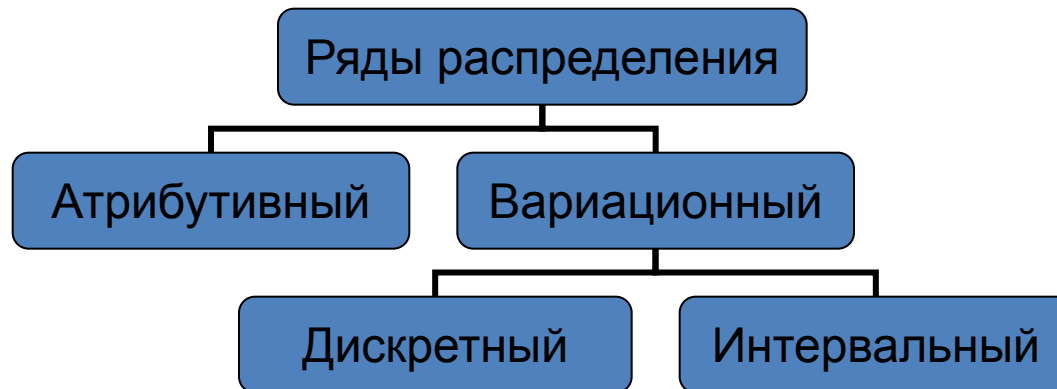 Ряды распределения
Атрибутивный
Вариационный
Дискретный
Интервальный